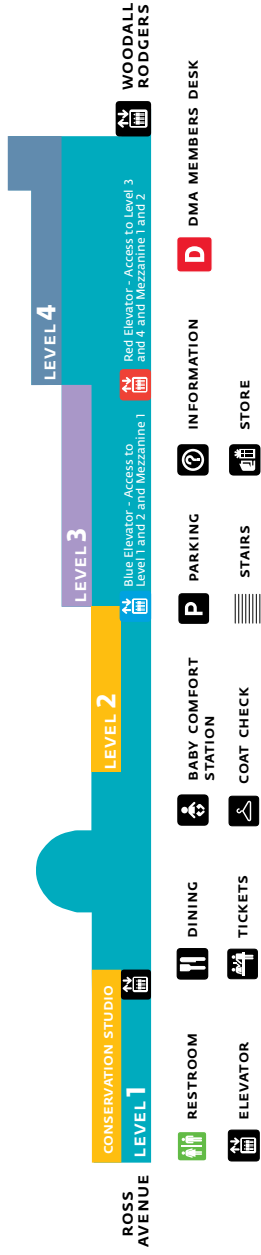 WOODALL
RODGERS
LEVEL 4
LEVEL 3
LEVEL 2
CONSERVATION STUDIO
LEVEL 1
Blue Elevator - Access to
Level 1 and 2 and Mezzanine 1
Red Elevator - Access to Level 3
and 4 and Mezzanine 1 and 2
ROSS
AVENUE
RESTROOM
DINING
BABY COMFORT
STATION
P PARKING
? INFORMATION
D DMA MEMBERS DESK
ELEVATOR
TICKETS
COAT CHECK
STAIRS
STORE